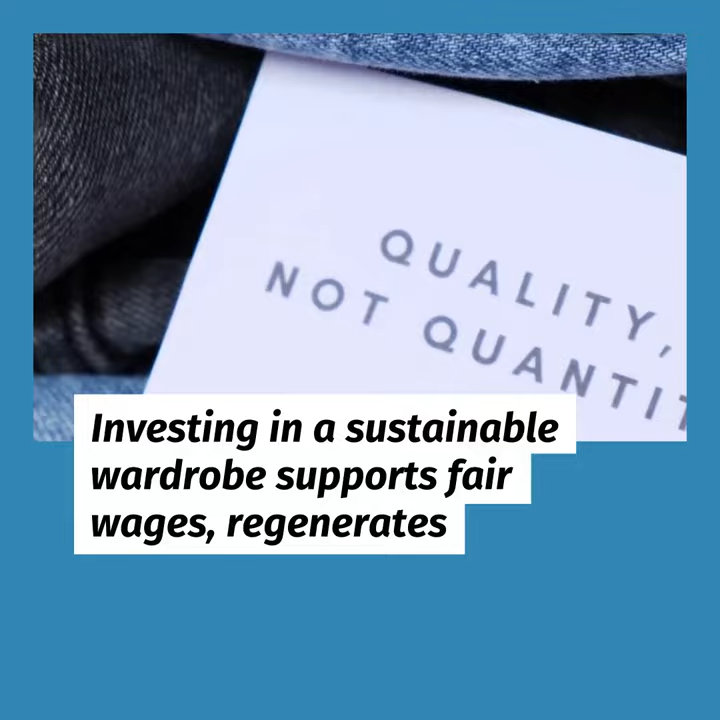 QUALITY,
NOT QUANTIT
Investing in a sustainable
wardrobe supports fair
wages, regenerates